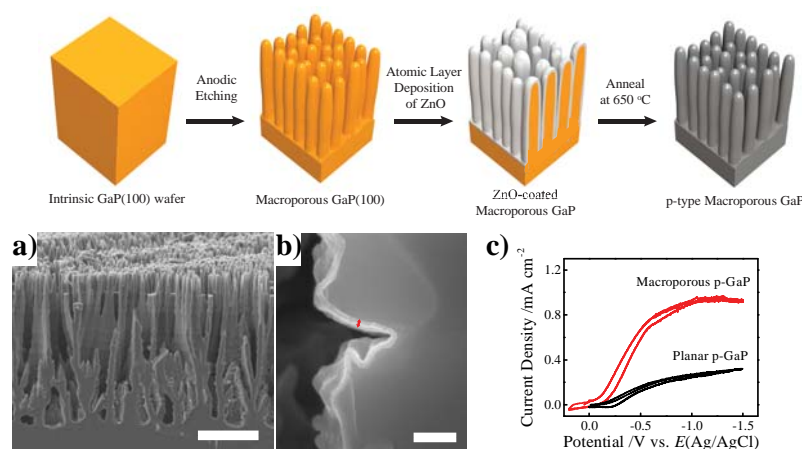 Anodic
Etching
Atomic Layer
Deposition
of ZnO
Anneal
at 650 °C
Intrinsic GaP(100) wafer
Macroporous GaP(100)
ZnO-coated
Macroporous GaP
p-type Macroporous GaP
a)
b)
c)
Current Density /mA cm⁻²
1.2
0.8
0.4
0.0
Macroporous p-GaP
Planar p-GaP
0.0 -0.5 -1.0 -1.5
Potential /V vs. E(Ag/AgCl)